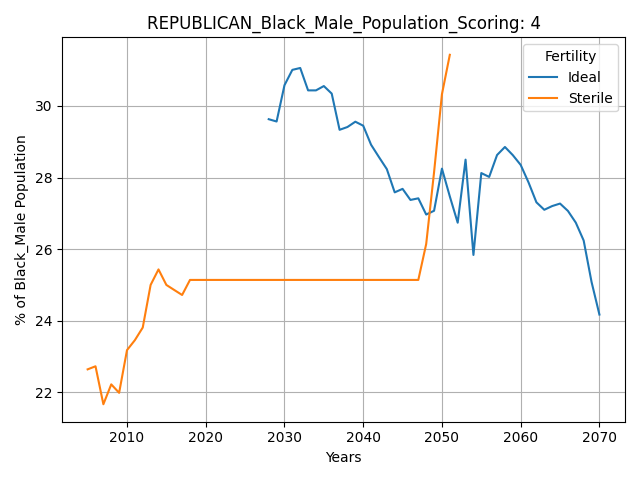 REPUBLICAN_Black_Male_Population_Scoring: 4
Fertility
Ideal
Sterile
% of Black_Male Population
30
28
26
24
22
2010 2020 2030 2040 2050 2060 2070
Years